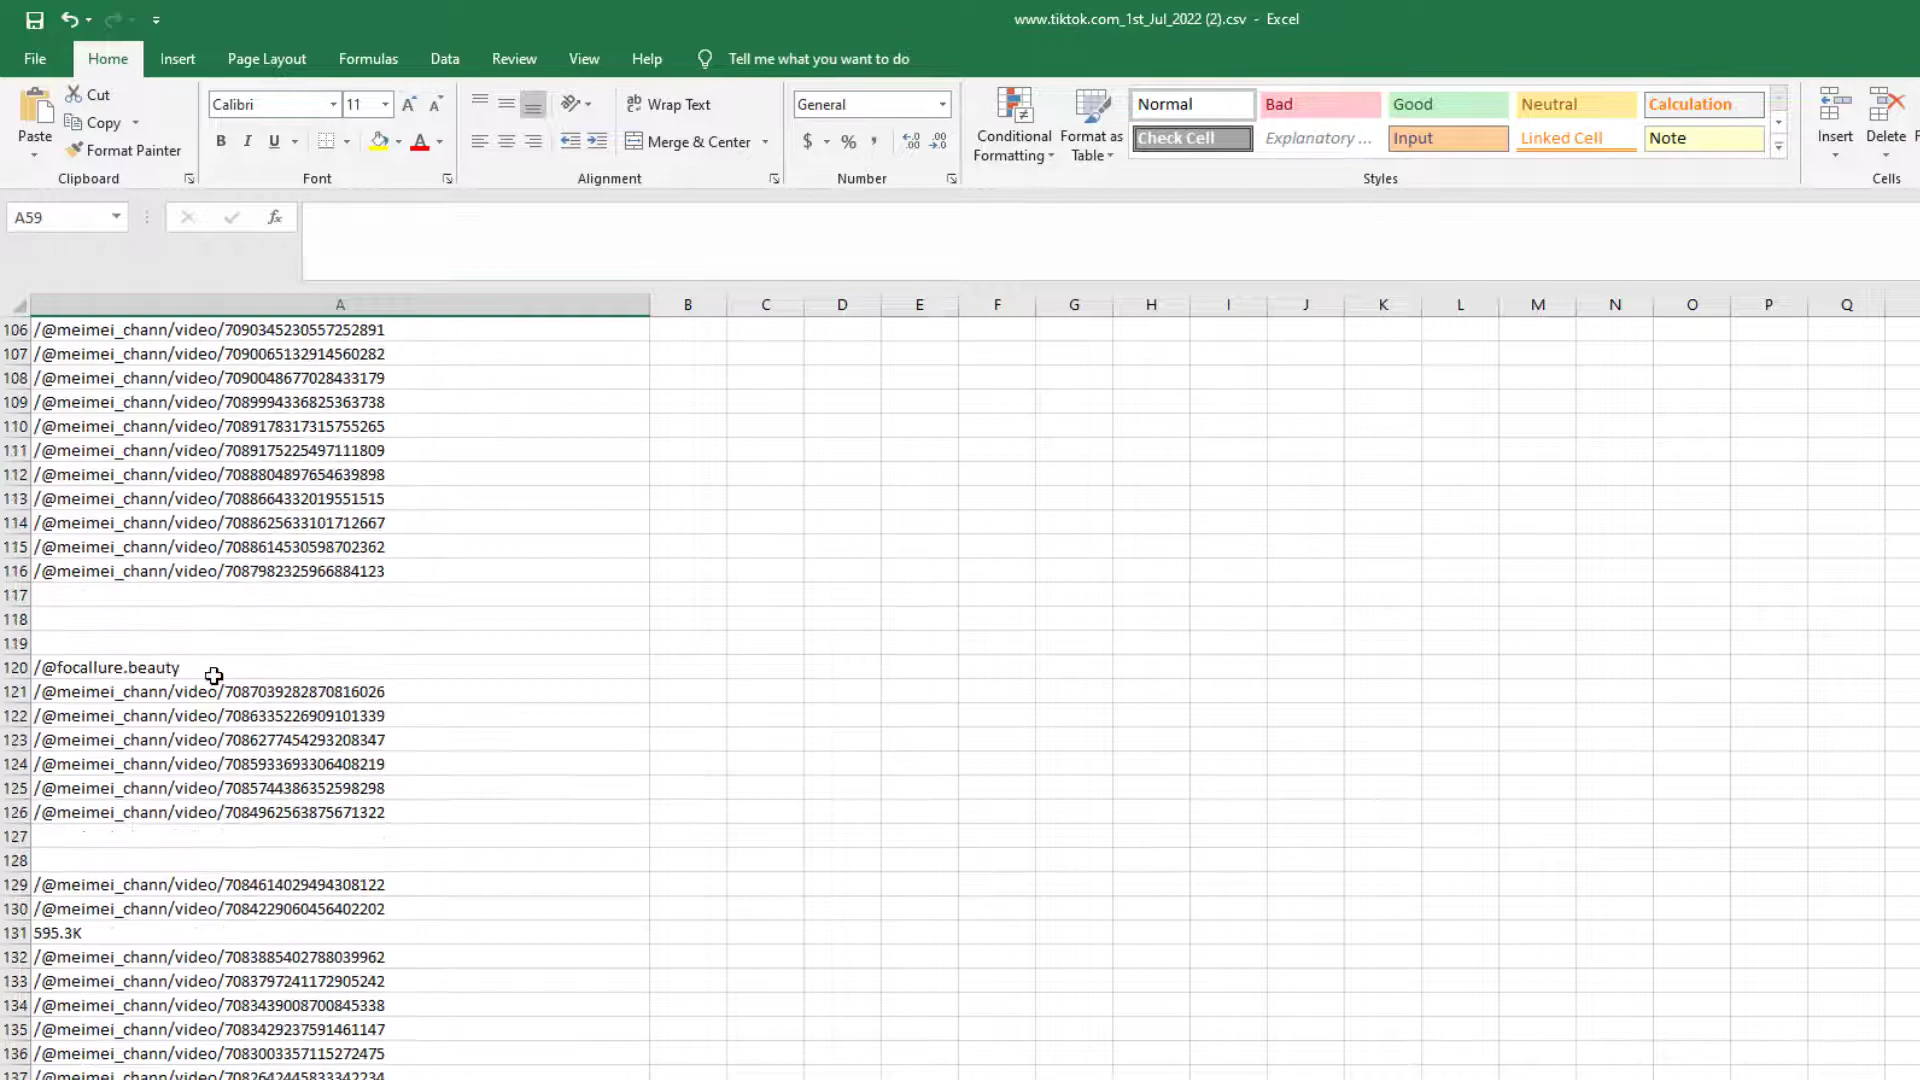 www.tiktok.com_1st_Jul_2022 (2).csv - Excel
File Home Insert Page Layout Formulas Data Review View Help Tell me what you want to do
Paste
Cut
Copy
Format Painter
Clipboard
Calibri 11
B I U
Font
Wrap Text
Merge & Center
Alignment
General
$ % ,
Number
Conditional Formatting
Format as Table
Normal Bad Good Neutral Calculation
Check Cell Explanatory ... Input Linked Cell Note
Styles
Insert Delete
Cells
A59 fx
A B C D E F G H I J K L M N O P Q
106 /@meimei_chann/video/7090345230557252891
107 /@meimei_chann/video/7090065132914560282
108 /@meimei_chann/video/7090048677028433179
109 /@meimei_chann/video/7089994336825363738
110 /@meimei_chann/video/7089178317315755265
111 /@meimei_chann/video/7089175225497111809
112 /@meimei_chann/video/7088804897654639898
113 /@meimei_chann/video/7088664332019551515
114 /@meimei_chann/video/7088625633101712667
115 /@meimei_chann/video/7088614530598702362
116 /@meimei_chann/video/7087982325966884123
117
118
119
120 /@focallure.beauty
121 /@meimei_chann/video/7087039282870816026
122 /@meimei_chann/video/7086335226909101339
123 /@meimei_chann/video/7086277454293208347
124 /@meimei_chann/video/7085933693306408219
125 /@meimei_chann/video/7085744386352598298
126 /@meimei_chann/video/7084962563875671322
127
128
129 /@meimei_chann/video/7084614029494308122
130 /@meimei_chann/video/7084229060456402202
131 595.3K
132 /@meimei_chann/video/7083885402788039962
133 /@meimei_chann/video/7083797241172905242
134 /@meimei_chann/video/7083439008700845338
135 /@meimei_chann/video/7083429237591461147
136 /@meimei_chann/video/7083003357115272475
137 /@meimei_chann/video/7082642445833342234